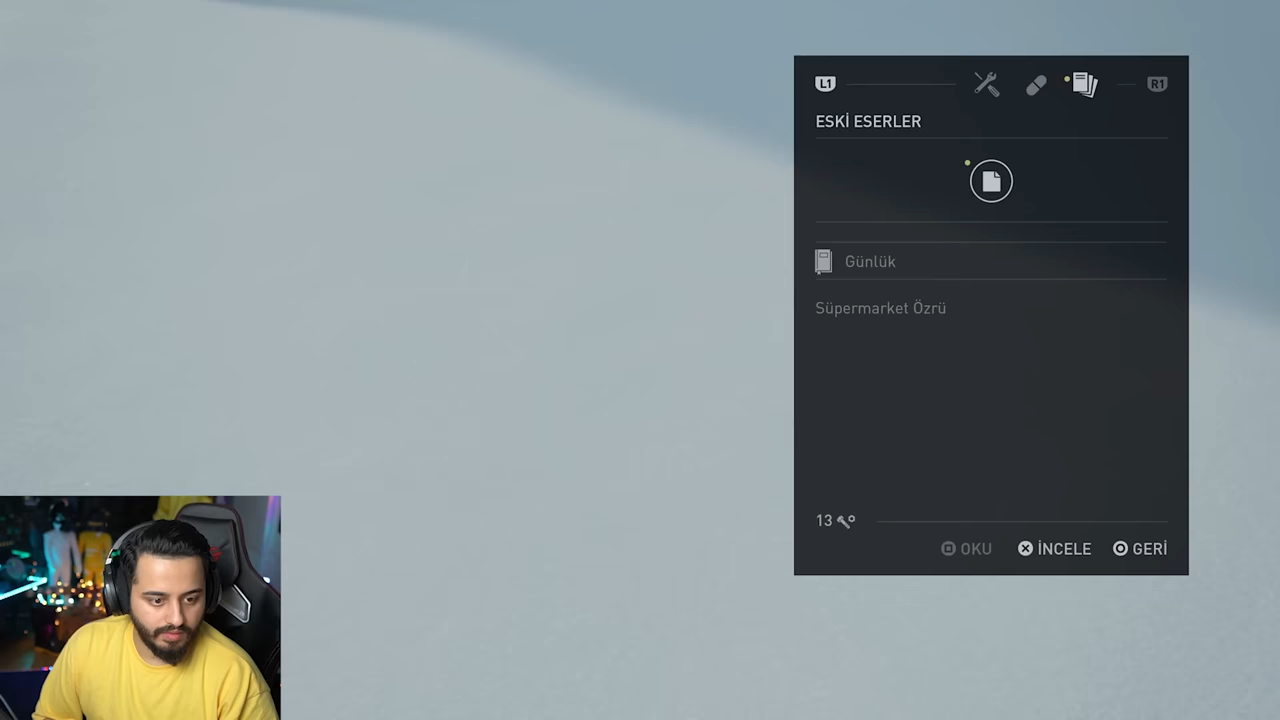 L1
R1
ESKİ ESERLER
Günlük
Süpermarket Özrü
13
OKU
İNCELE
GERİ